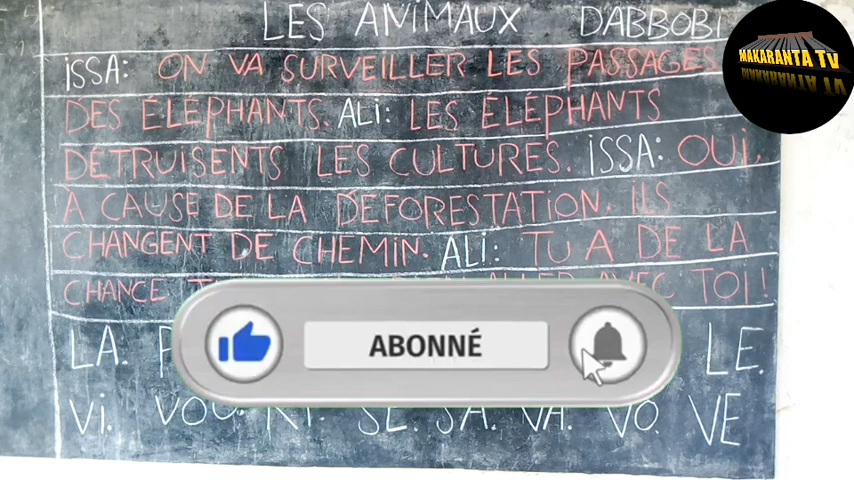 LES ANIMAUX DABBOBI
MAKARANTA TV
ISSA: ON VA SURVEILLER LES PASSAGES
DES ÉLÉPHANTS. ALI: LES ÉLÉPHANTS
DÉTRUISENTS LES CULTURES. ISSA: OUI,
À CAUSE DE LA DÉFORESTATION. ILS
CHANGENT DE CHEMIN. ALI: TU A DE LA
CHANCE ALLER AVEC TOI!
ABONNÉ
LA. LE.
Vi. SE. SA. VA. VO. VE